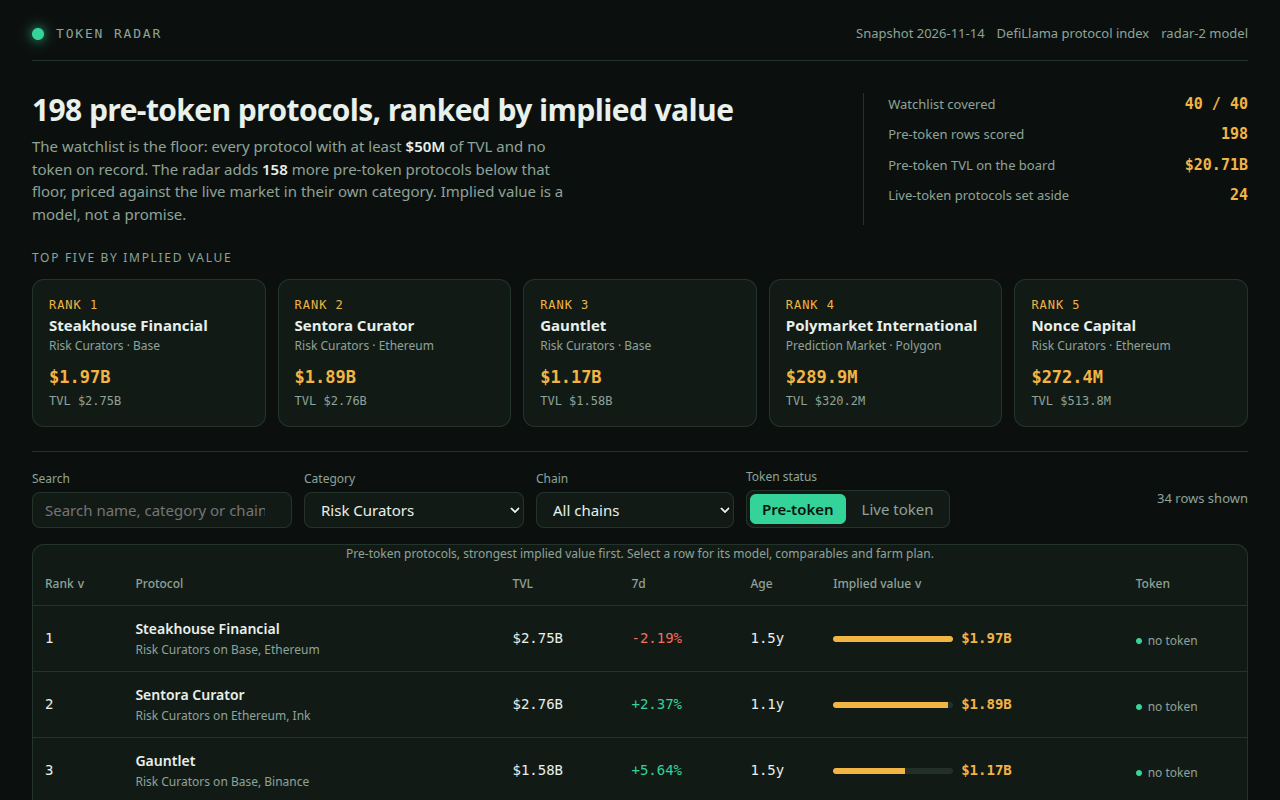 TOKEN RADAR
Snapshot 2026-11-14 DefiLlama protocol index radar-2 model
198 pre-token protocols, ranked by implied value
The watchlist is the floor: every protocol with at least $50M of TVL and no
token on record. The radar adds 158 more pre-token protocols below that
floor, priced against the live market in their own category. Implied value is a
model, not a promise.
Watchlist covered 40 / 40
Pre-token rows scored 198
Pre-token TVL on the board $20.71B
Live-token protocols set aside 24
TOP FIVE BY IMPLIED VALUE
RANK 1
Steakhouse Financial
Risk Curators · Base
$1.97B
TVL $2.75B
RANK 2
Sentora Curator
Risk Curators · Ethereum
$1.89B
TVL $2.76B
RANK 3
Gauntlet
Risk Curators · Base
$1.17B
TVL $1.58B
RANK 4
Polymarket International
Prediction Market · Polygon
$289.9M
TVL $320.2M
RANK 5
Nonce Capital
Risk Curators · Ethereum
$272.4M
TVL $513.8M
Search
Search name, category or chain
Category
Risk Curators
Chain
All chains
Token status
Pre-token Live token
34 rows shown
Pre-token protocols, strongest implied value first. Select a row for its model, comparables and farm plan.
Rank v Protocol TVL 7d Age Implied value v Token
1 Steakhouse Financial $2.75B -2.19% 1.5y $1.97B no token
Risk Curators on Base, Ethereum
2 Sentora Curator $2.76B +2.37% 1.1y $1.89B no token
Risk Curators on Ethereum, Ink
3 Gauntlet $1.58B +5.64% 1.5y $1.17B no token
Risk Curators on Base, Binance